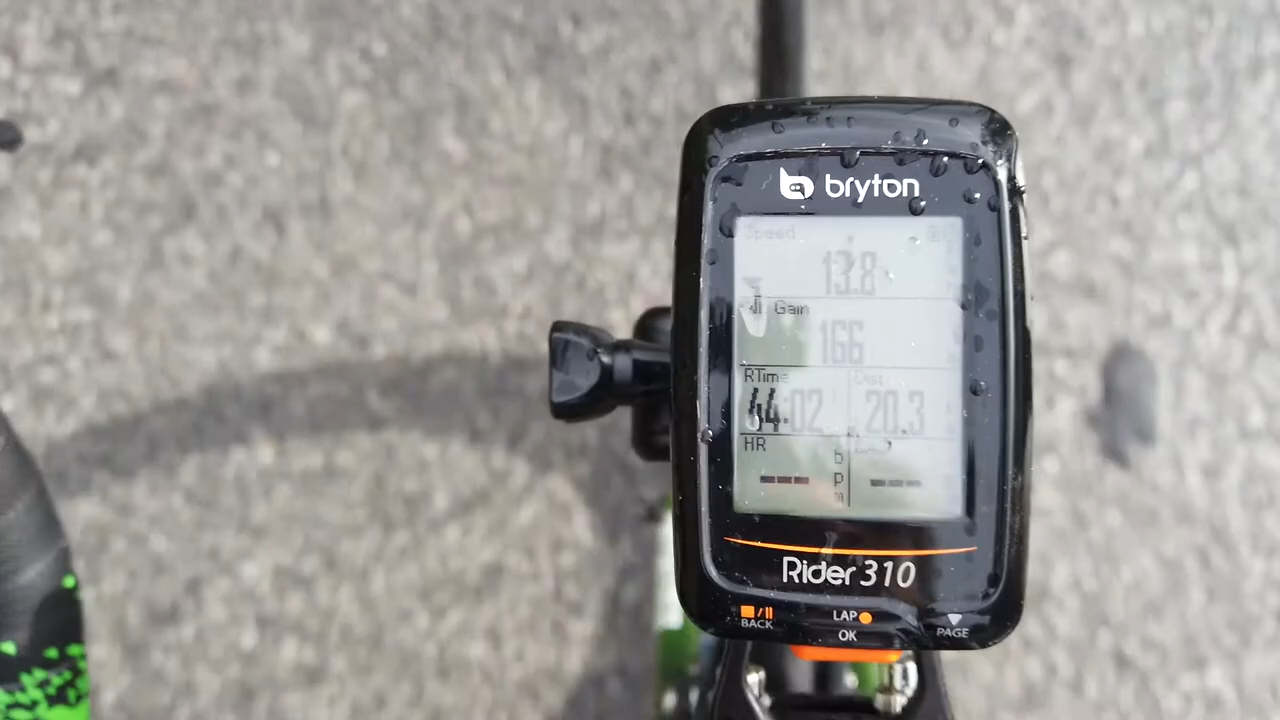 bryton
Speed
13.8
Gain
166
RTime
Dist
44:02
20.3
HR
b
p
m
---
---
Rider 310
LAP
BACK
OK
PAGE